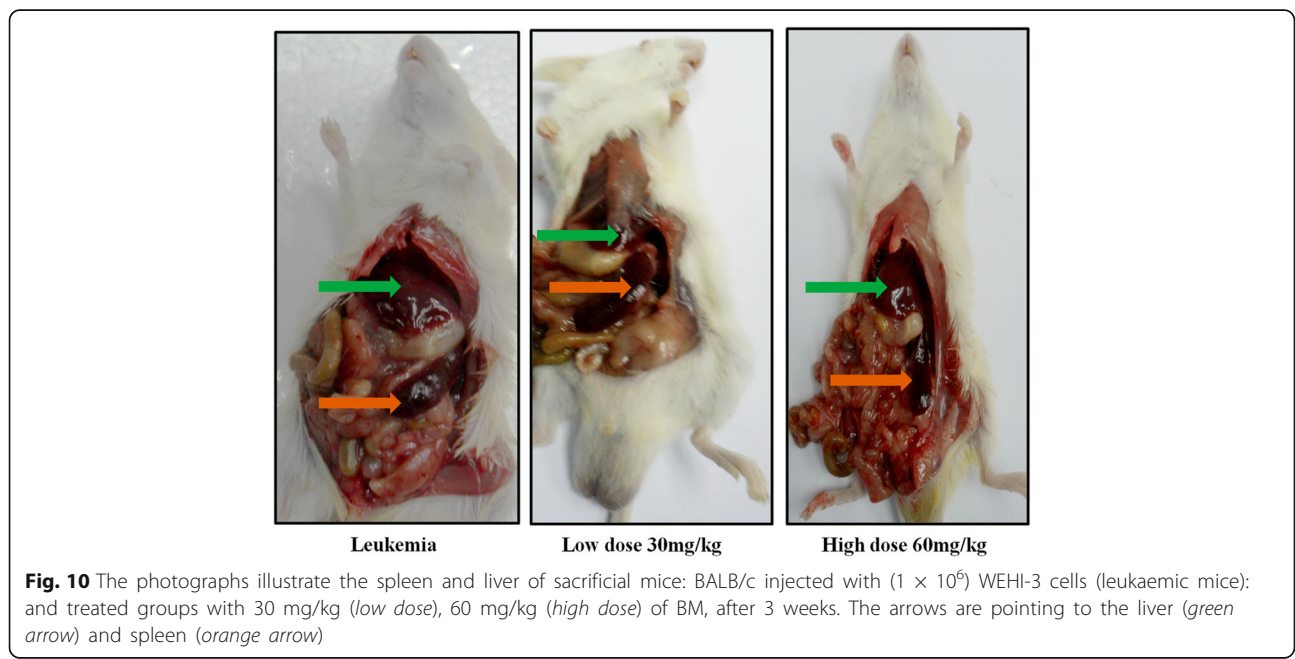 Leukemia
Low dose 30mg/kg
High dose 60mg/kg
Fig. 10 The photographs illustrate the spleen and liver of sacrificial mice: BALB/c injected with (1 × 10⁶) WEHI-3 cells (leukaemic mice):
and treated groups with 30 mg/kg (low dose), 60 mg/kg (high dose) of BM, after 3 weeks. The arrows are pointing to the liver (green
arrow) and spleen (orange arrow)